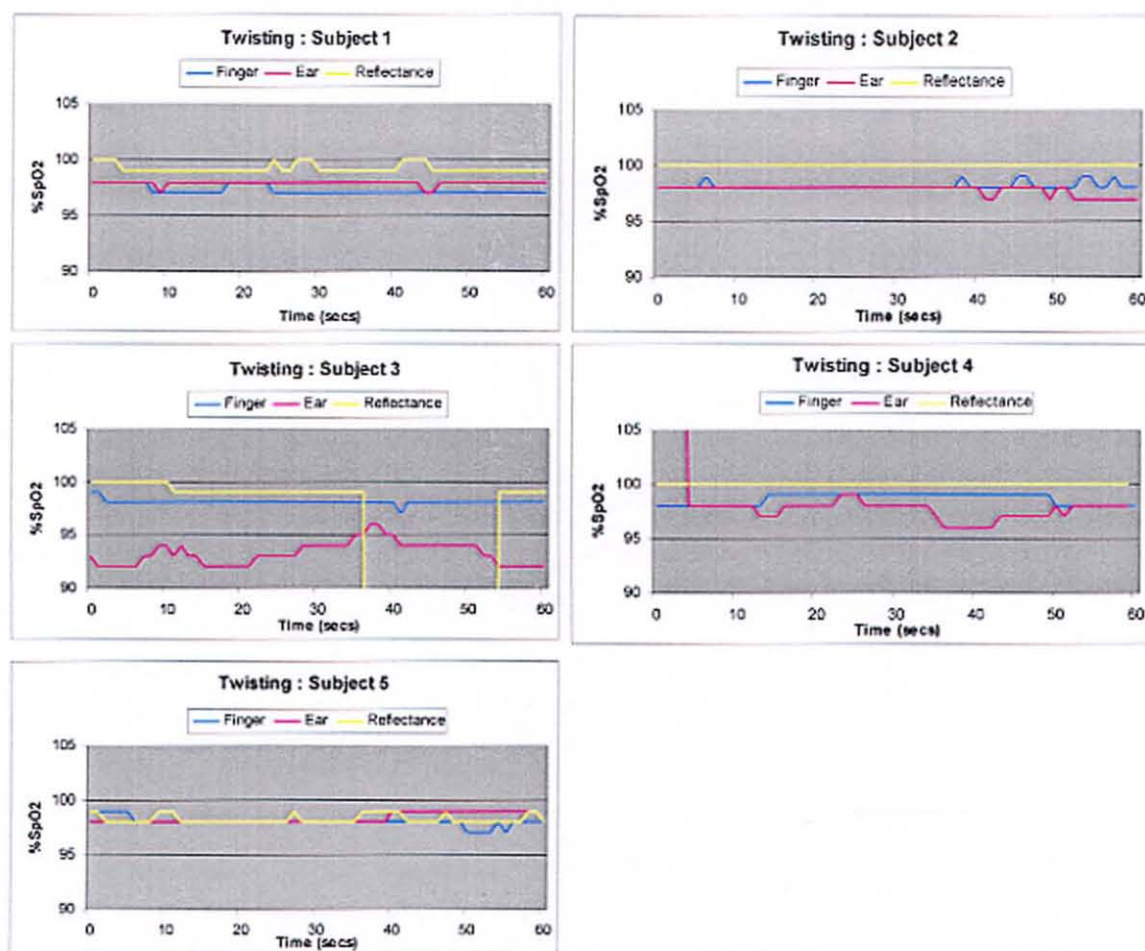 Twisting : Subject 1
Finger Ear Reflectance
105
100
95
90
%SpO2
0 10 20 30 40 50 60
Time (secs)
Twisting : Subject 2
Finger Ear Reflectance
105
100
95
90
%SpO2
0 10 20 30 40 50 60
Time (secs)
Twisting : Subject 3
Finger Ear Reflectance
105
100
95
90
%SpO2
0 10 20 30 40 50 60
Time (secs)
Twisting : Subject 4
Finger Ear Reflectance
105
100
95
90
%SpO2
0 10 20 30 40 50 60
Time (secs)
Twisting : Subject 5
Finger Ear Reflectance
105
100
95
90
%SpO2
0 10 20 30 40 50 60
Time (secs)